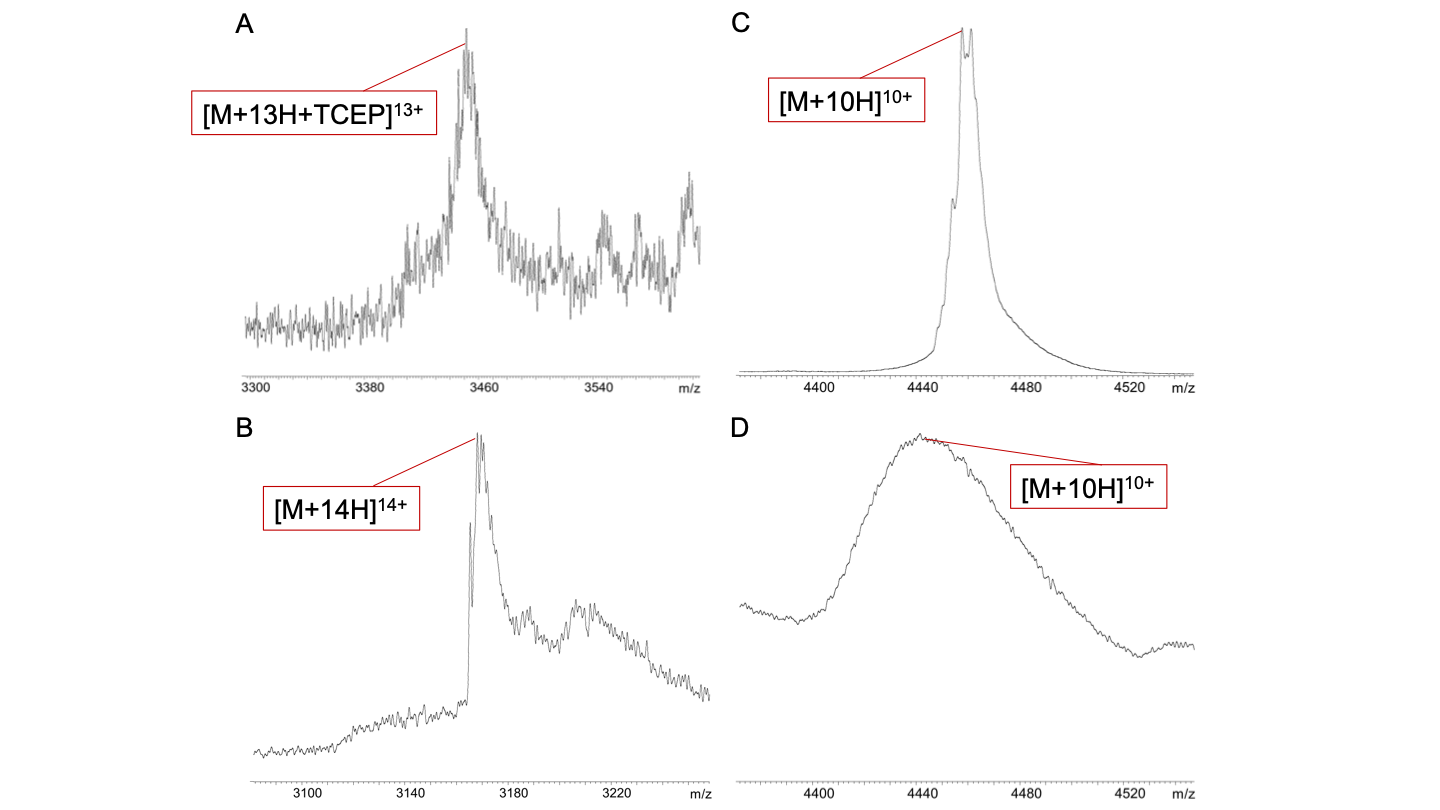 A
[M+13H+TCEP]13+
3300 3380 3460 3540 m/z
B
[M+14H]14+
3100 3140 3180 3220 m/z
C
[M+10H]10+
4400 4440 4480 4520 m/z
D
[M+10H]10+
4400 4440 4480 4520 m/z